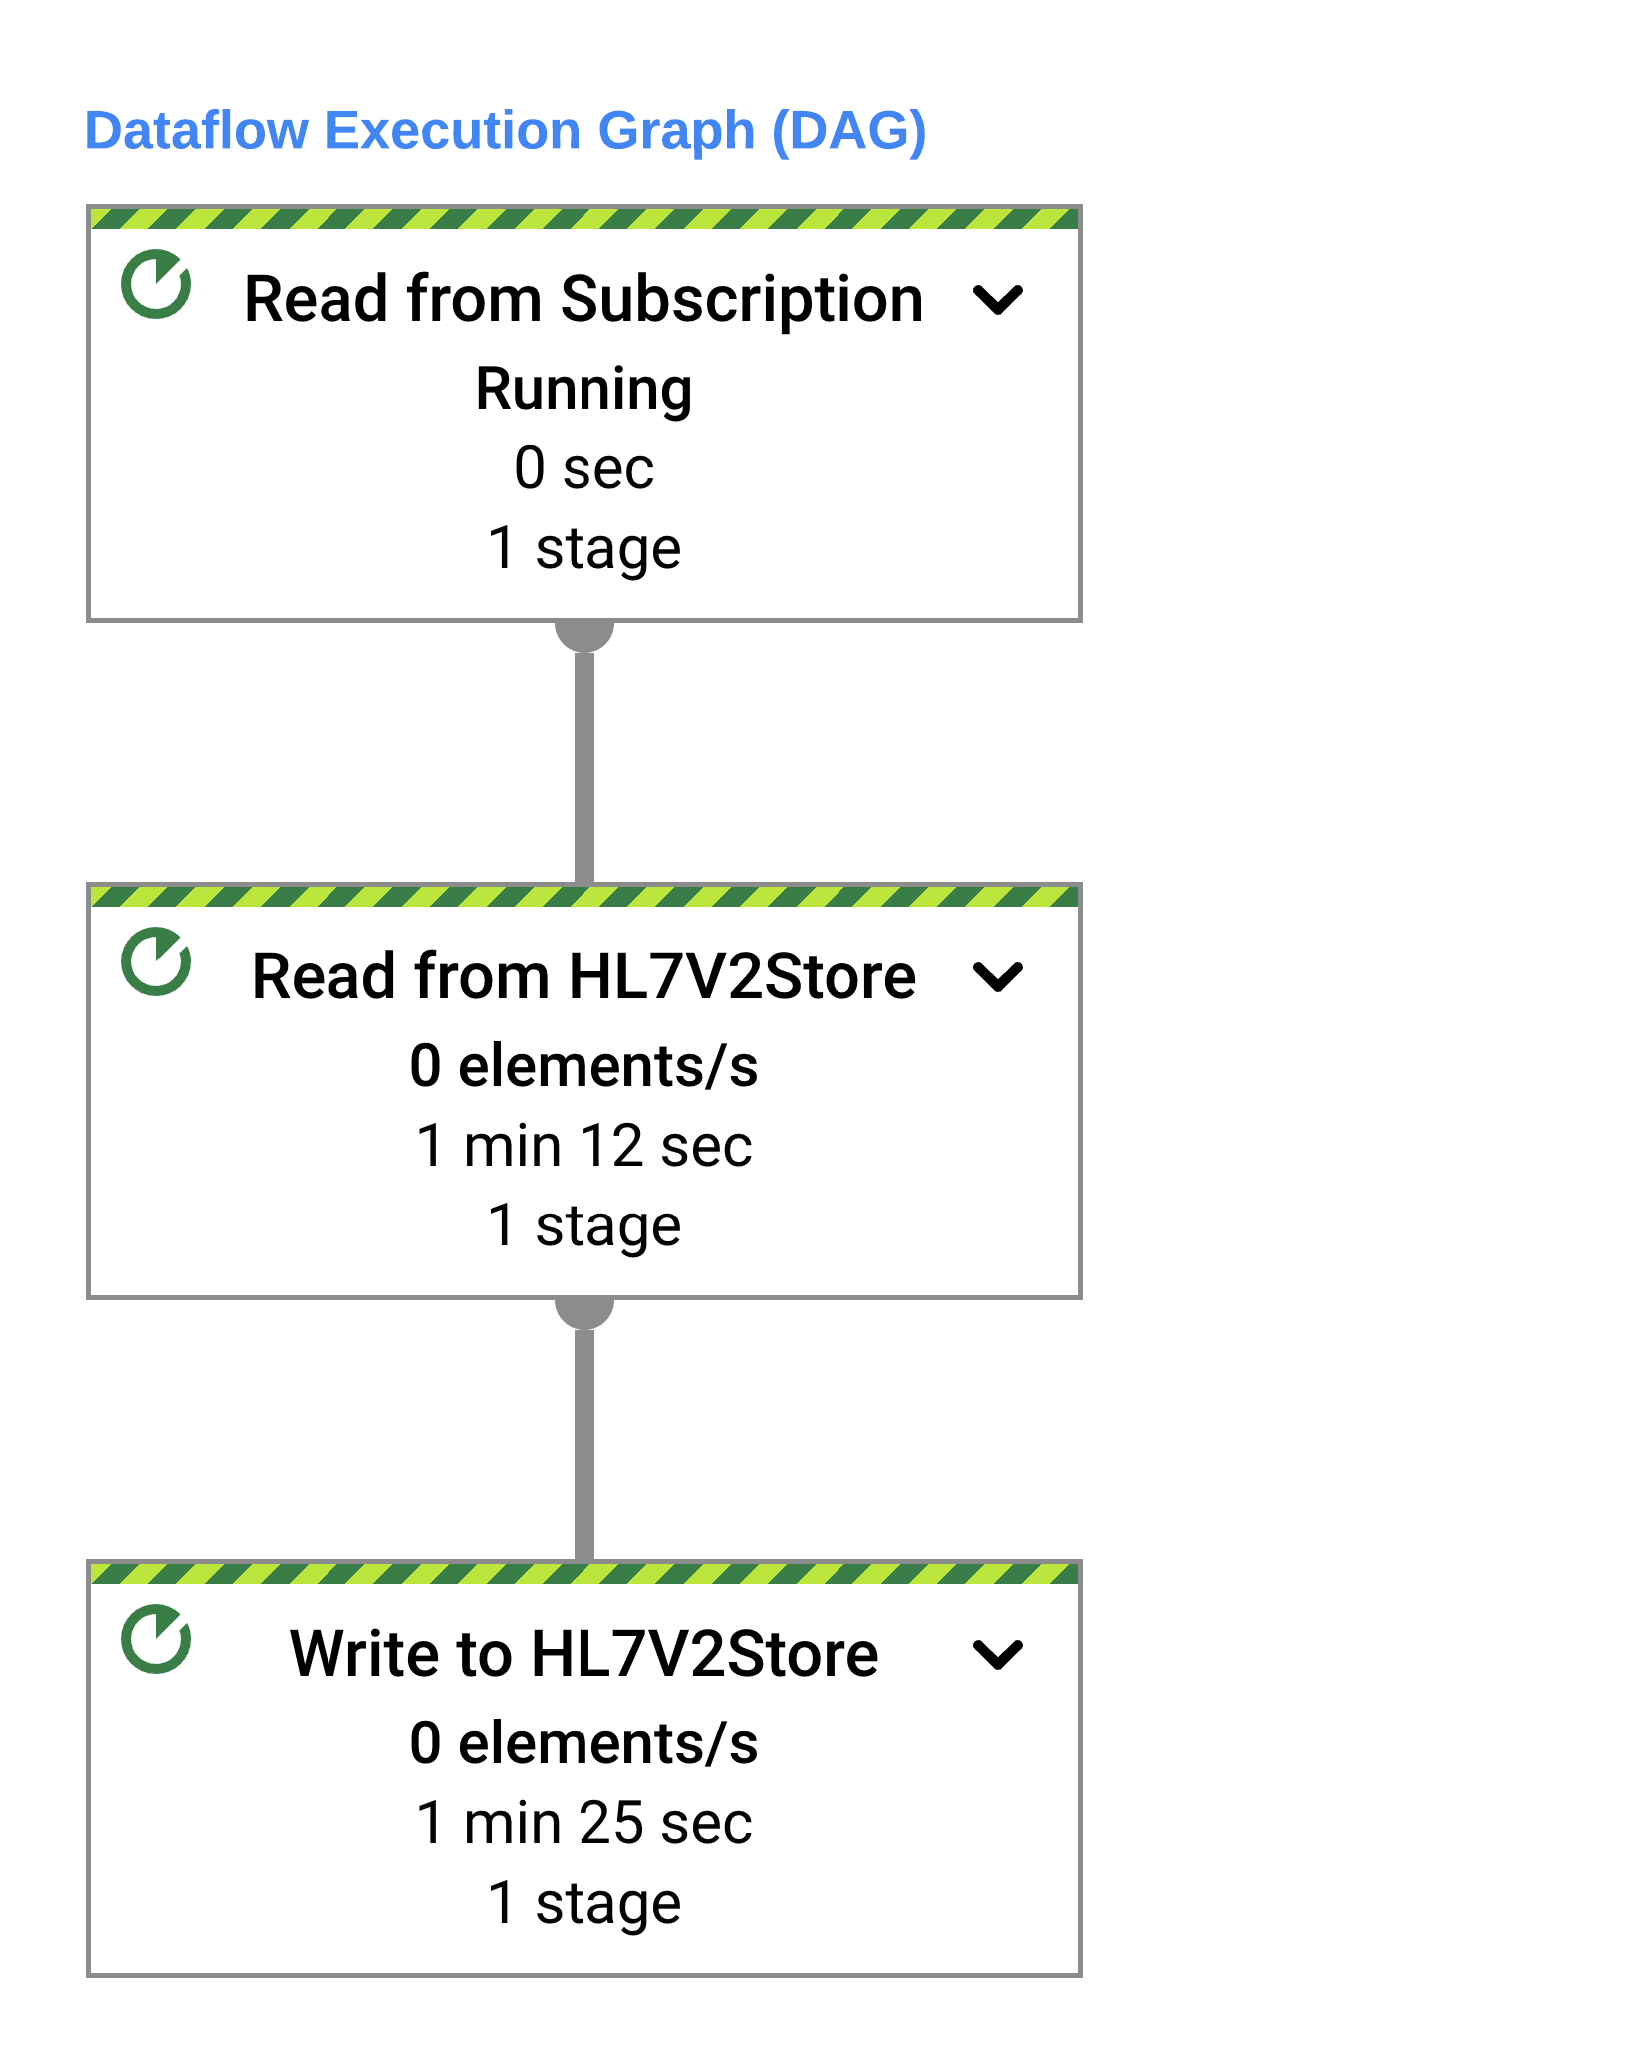 Dataflow Execution Graph (DAG)
Read from Subscription
Running
0 sec
1 stage
Read from HL7V2Store
0 elements/s
1 min 12 sec
1 stage
Write to HL7V2Store
0 elements/s
1 min 25 sec
1 stage